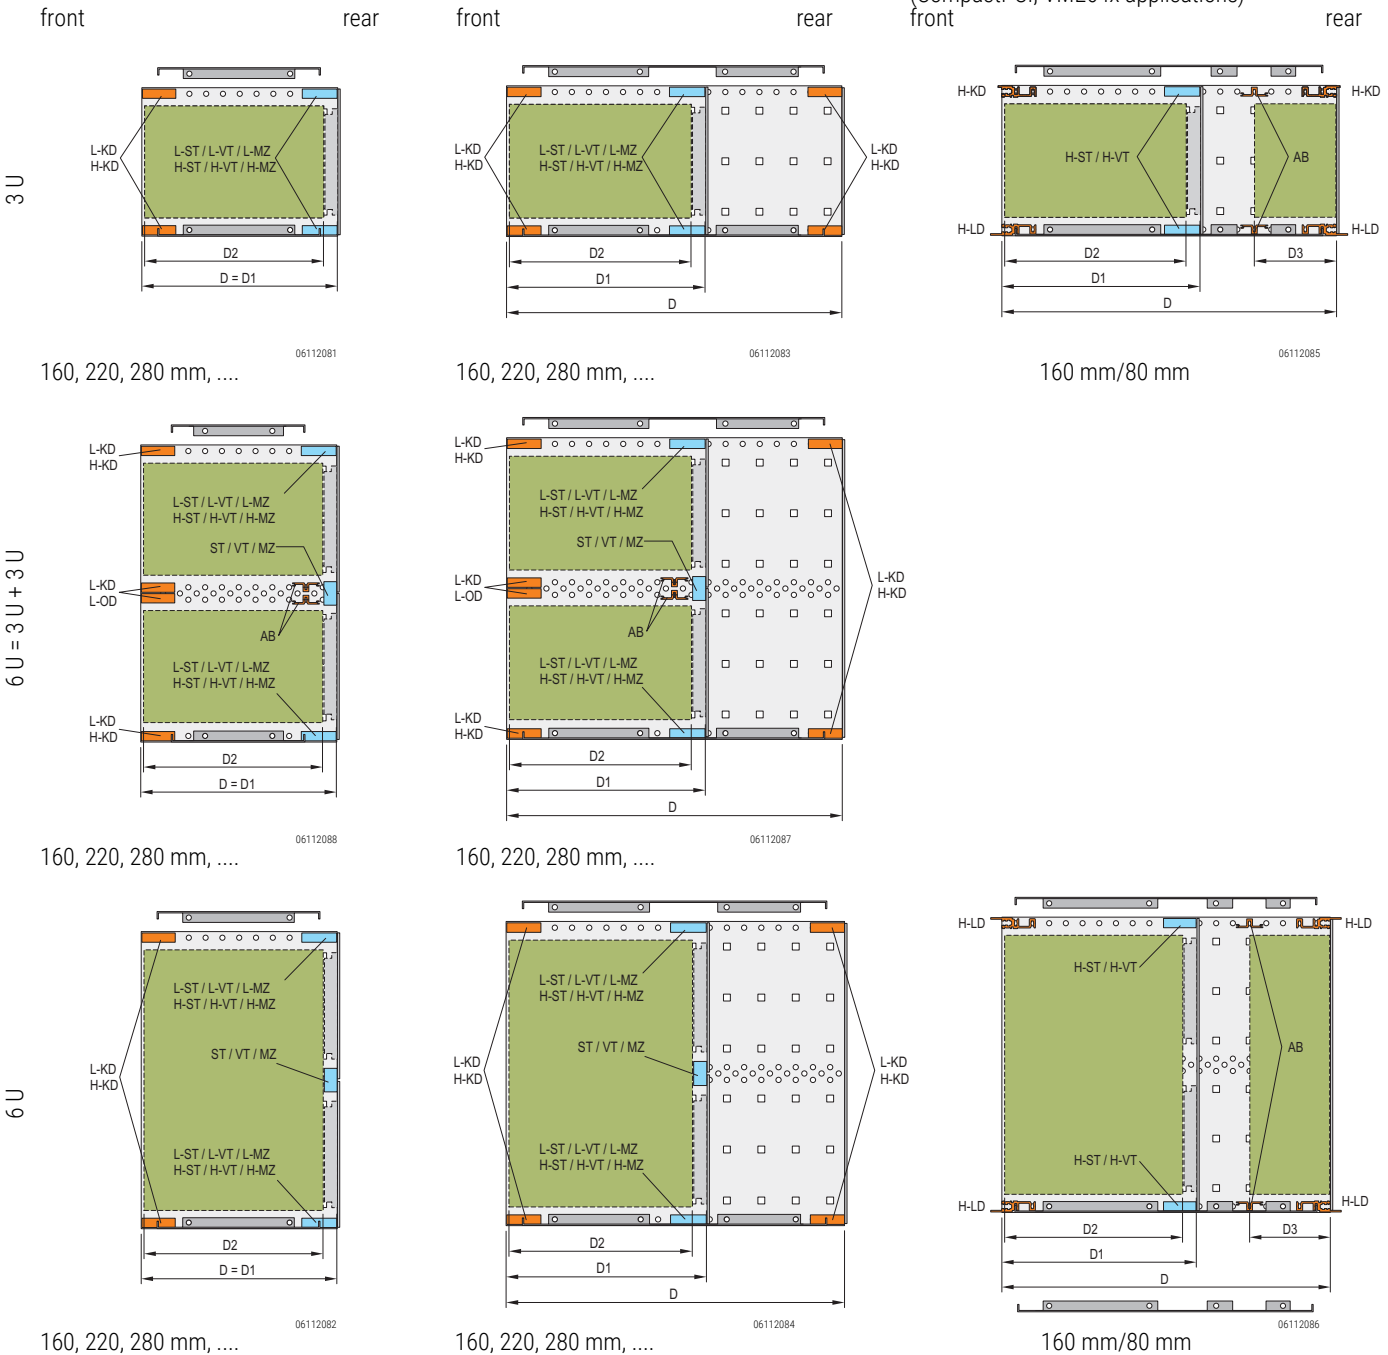 front
rear
front
rear
front
rear
3 U
L-KD
H-KD
L-ST / L-VT / L-MZ
H-ST / H-VT / H-MZ
D2
D = D1
06112081
160, 220, 280 mm, ....
L-KD
H-KD
L-ST / L-VT / L-MZ
H-ST / H-VT / H-MZ
L-KD
H-KD
D2
D1
D
06112083
160, 220, 280 mm, ....
H-KD
H-KD
H-ST / H-VT
AB
H-LD
H-LD
D2
D3
D1
D
06112085
160 mm/80 mm
6 U = 3 U + 3 U
L-KD
H-KD
L-ST / L-VT / L-MZ
H-ST / H-VT / H-MZ
ST / VT / MZ
L-KD
L-OD
AB
L-ST / L-VT / L-MZ
H-ST / H-VT / H-MZ
L-KD
H-KD
D2
D = D1
06112088
160, 220, 280 mm, ....
L-KD
H-KD
L-ST / L-VT / L-MZ
H-ST / H-VT / H-MZ
ST / VT / MZ
L-KD
L-OD
L-KD
H-KD
AB
L-ST / L-VT / L-MZ
H-ST / H-VT / H-MZ
L-KD
H-KD
D2
D1
D
06112087
160, 220, 280 mm, ....
6 U
L-ST / L-VT / L-MZ
H-ST / H-VT / H-MZ
ST / VT / MZ
L-KD
H-KD
L-ST / L-VT / L-MZ
H-ST / H-VT / H-MZ
D2
D = D1
06112082
160, 220, 280 mm, ....
L-ST / L-VT / L-MZ
H-ST / H-VT / H-MZ
ST / VT / MZ
L-KD
H-KD
L-KD
H-KD
L-ST / L-VT / L-MZ
H-ST / H-VT / H-MZ
D2
D1
D
06112084
160, 220, 280 mm, ....
H-LD
H-LD
H-ST / H-VT
AB
H-ST / H-VT
H-LD
H-LD
D2
D3
D1
D
06112086
160 mm/80 mm